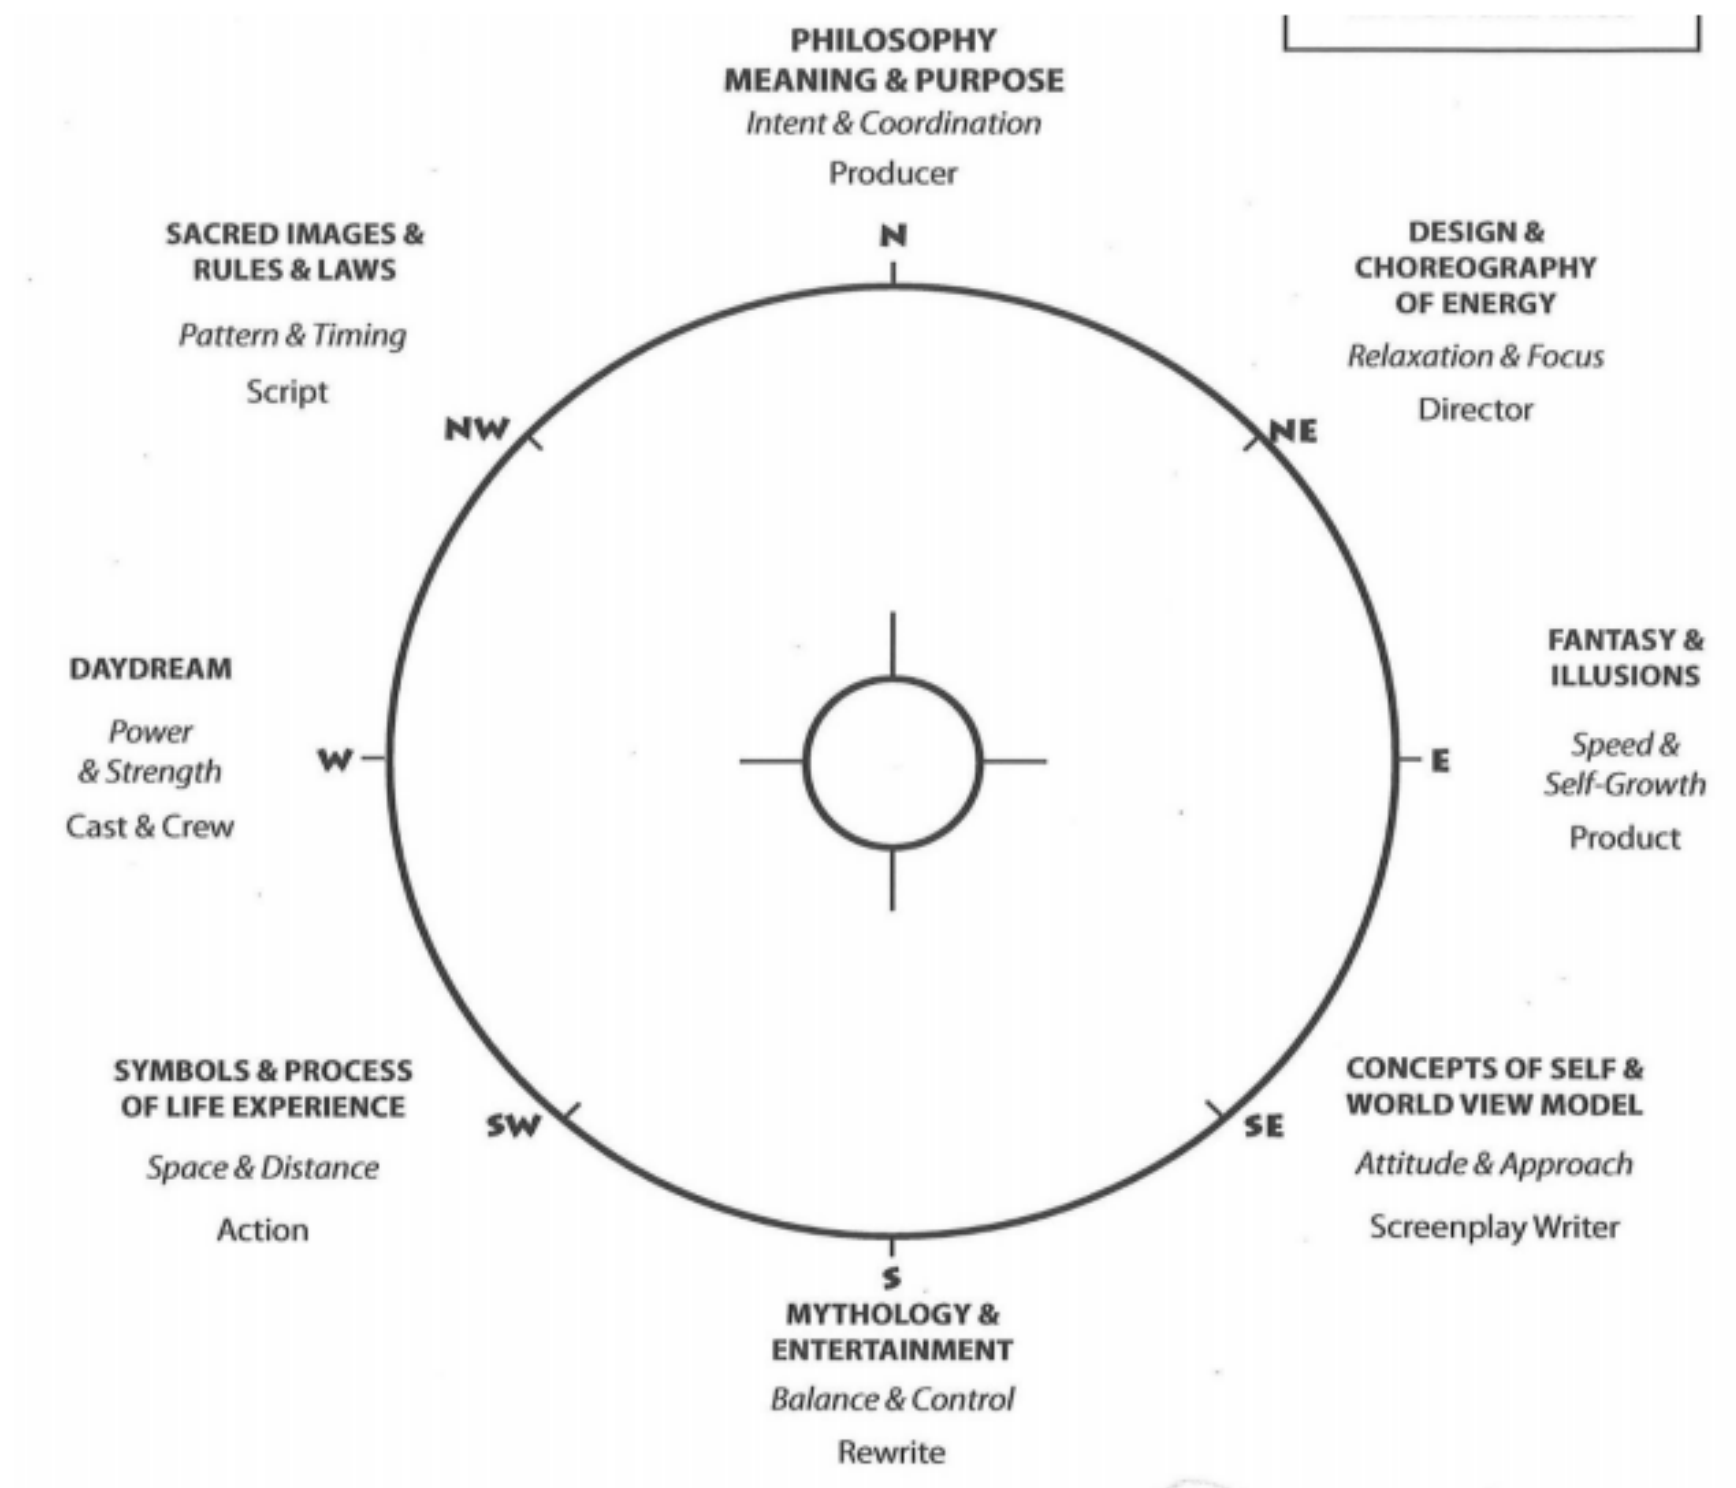 PHILOSOPHY
MEANING & PURPOSE
Intent & Coordination
Producer
N
SACRED IMAGES &
RULES & LAWS
Pattern & Timing
Script
NW
DESIGN &
CHOREOGRAPHY
OF ENERGY
Relaxation & Focus
Director
NE
DAYDREAM
Power
& Strength
Cast & Crew
W
FANTASY &
ILLUSIONS
Speed &
Self-Growth
Product
E
SYMBOLS & PROCESS
OF LIFE EXPERIENCE
Space & Distance
Action
SW
CONCEPTS OF SELF &
WORLD VIEW MODEL
Attitude & Approach
Screenplay Writer
SE
S
MYTHOLOGY &
ENTERTAINMENT
Balance & Control
Rewrite